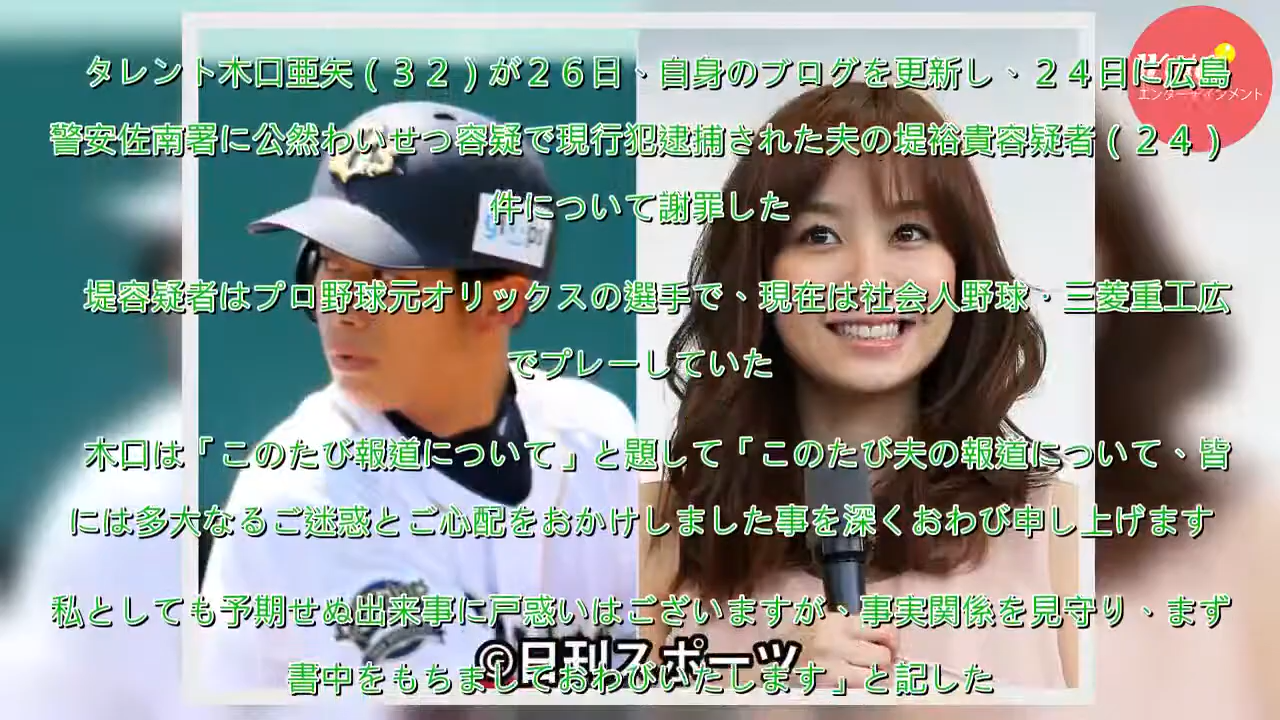 タレント木口亜矢（３２）が２６日、自身のブログを更新し、２４日に広島
警安佐南署に公然わいせつ容疑で現行犯逮捕された夫の堤裕貴容疑者（２４）
件について謝罪した
堤容疑者はプロ野球元オリックスの選手で、現在は社会人野球・三菱重工広
でプレーしていた
木口は「このたび報道について」と題して「このたび夫の報道について、皆
には多大なるご迷惑とご心配をおかけしました事を深くおわび申し上げます
私としても予期せぬ出来事に戸惑いはございますが、事実関係を見守り、まず
書中をもちましておわびいたします」と記した
©日刊スポーツ
エンターテインメント